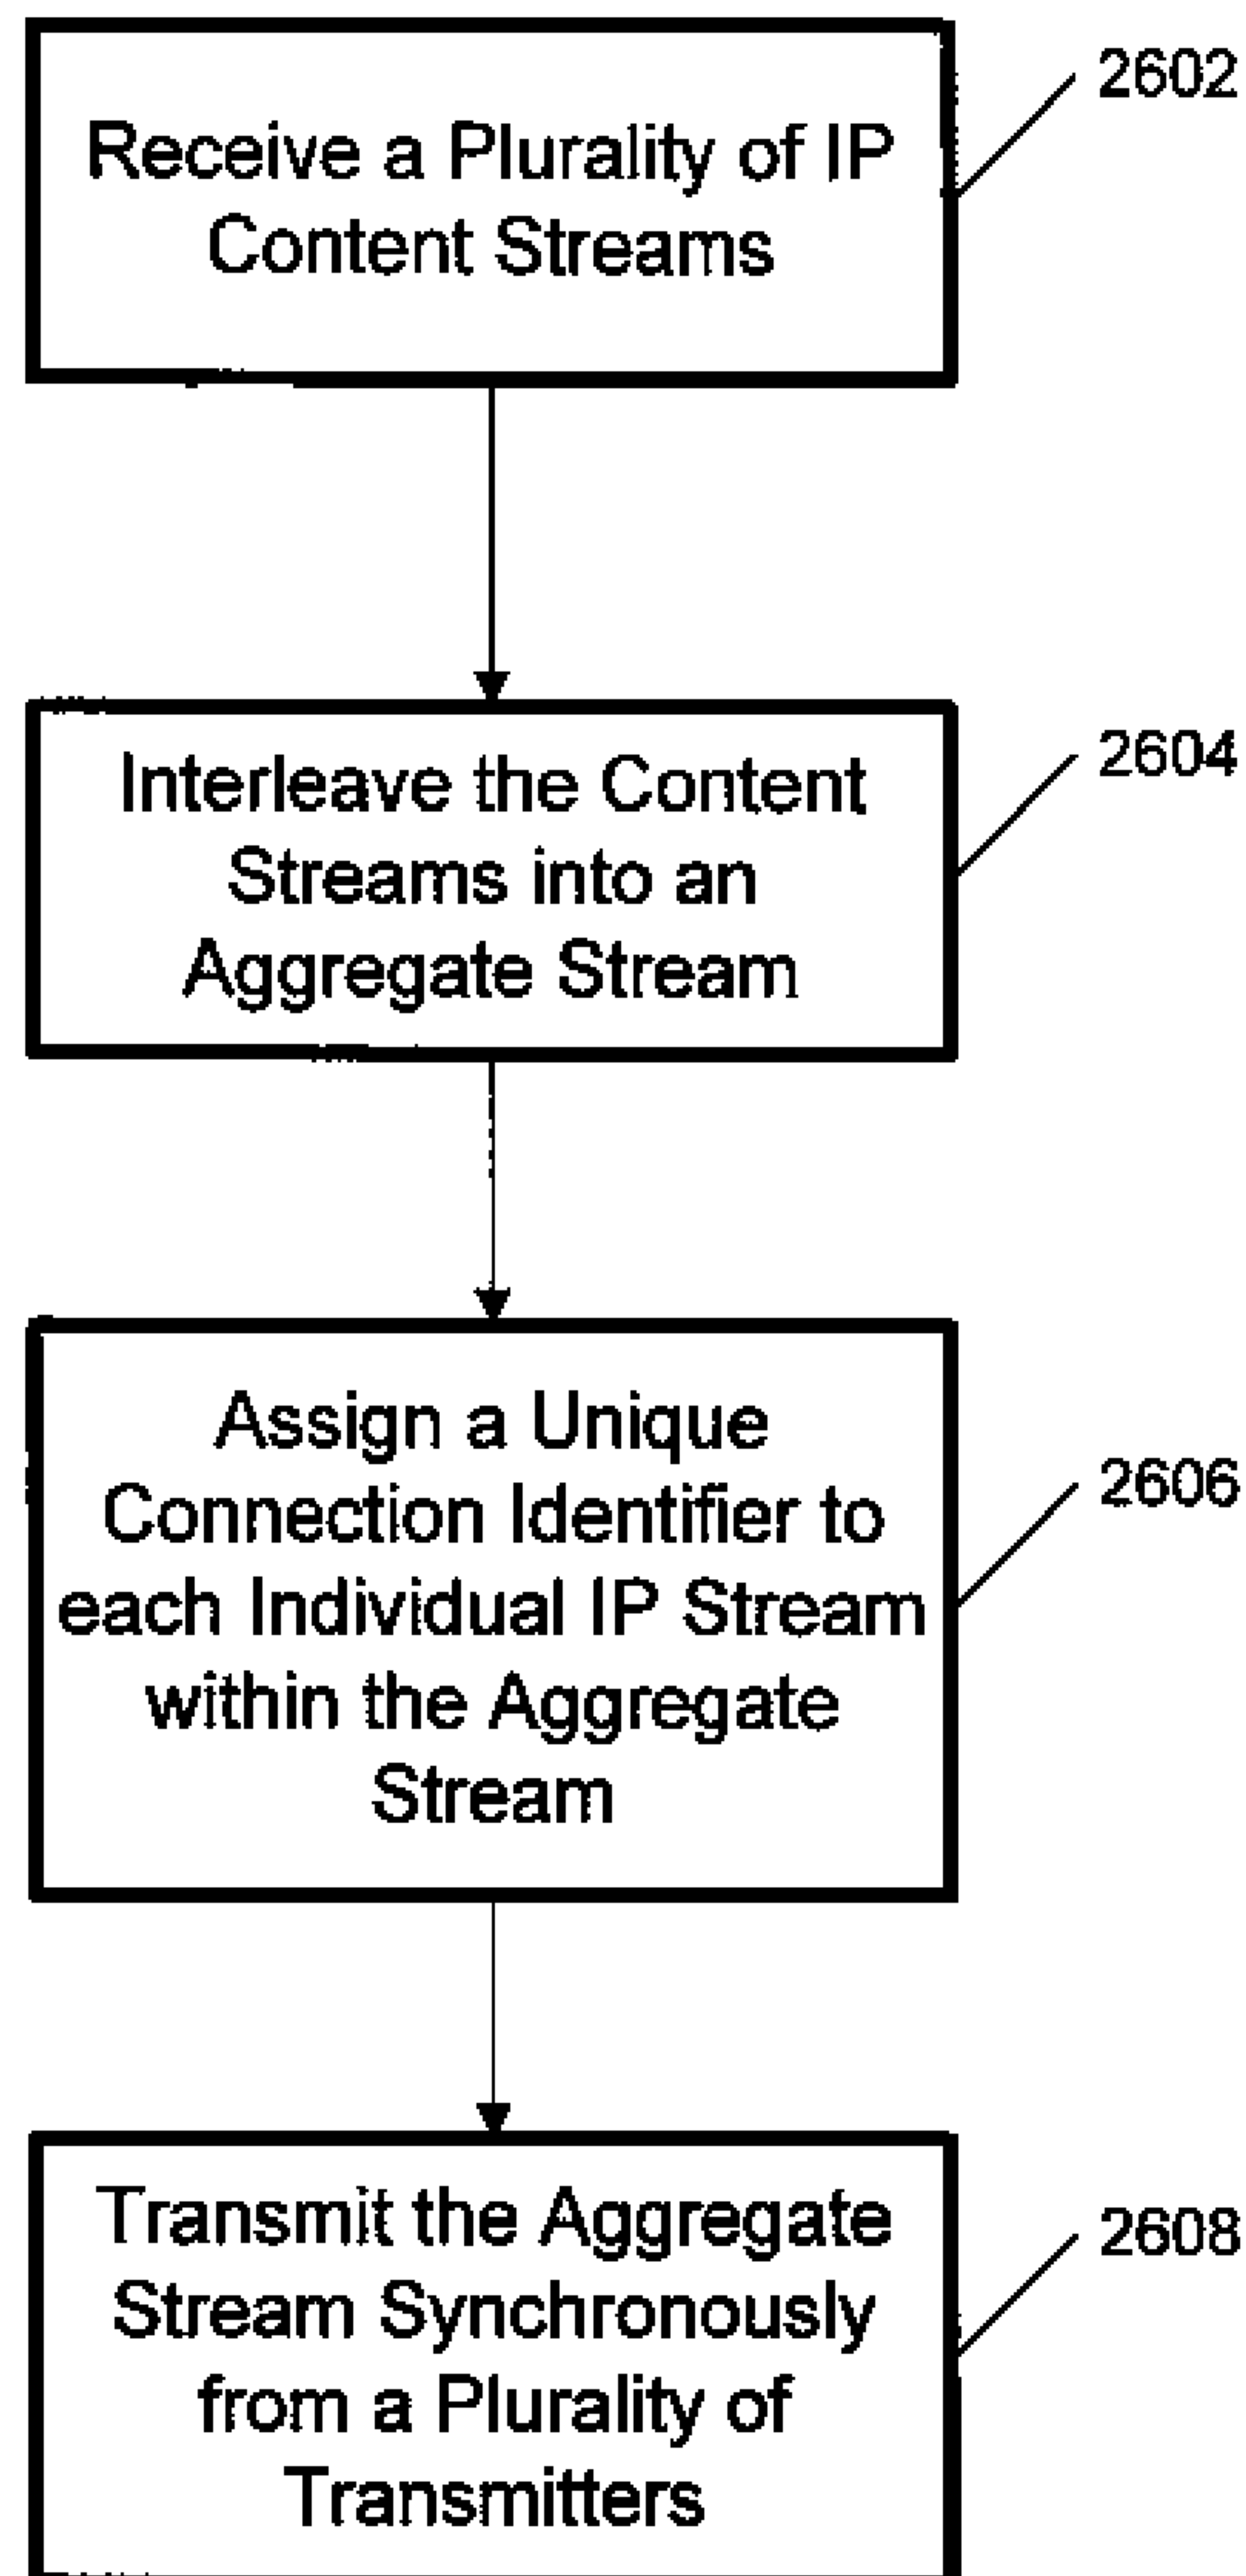 Receive a Plurality of IP
Content Streams
2602
Interleave the Content
Streams into an
Aggregate Stream
2604
Assign a Unique
Connection Identifier to
each Individual IP Stream
within the Aggregate
Stream
2606
Transmit the Aggregate
Stream Synchronously
from a Plurality of
Transmitters
2608